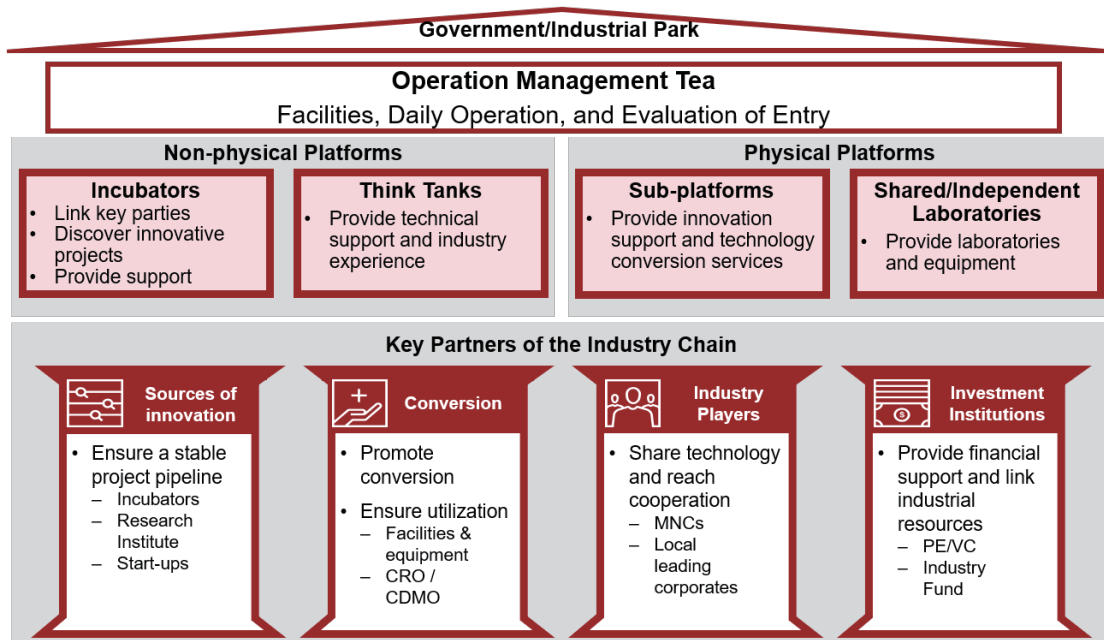 Government/Industrial Park
Operation Management Tea
Facilities, Daily Operation, and Evaluation of Entry
Non-physical Platforms
Incubators
• Link key parties
• Discover innovative
projects
• Provide support
Think Tanks
• Provide technical
support and industry
experience
Physical Platforms
Sub-platforms
• Provide innovation
support and technology
conversion services
Shared/Independent
Laboratories
• Provide laboratories
and equipment
Key Partners of the Industry Chain
Sources of
innovation
• Ensure a stable
project pipeline
– Incubators
– Research
Institute
– Start-ups
Conversion
• Promote
conversion
• Ensure utilization
– Facilities &
equipment
– CRO /
CDMO
Industry
Players
• Share technology
and reach
cooperation
– MNCs
– Local
leading
corporates
Investment
Institutions
• Provide financial
support and link
industrial
resources
– PE/VC
– Industry
Fund